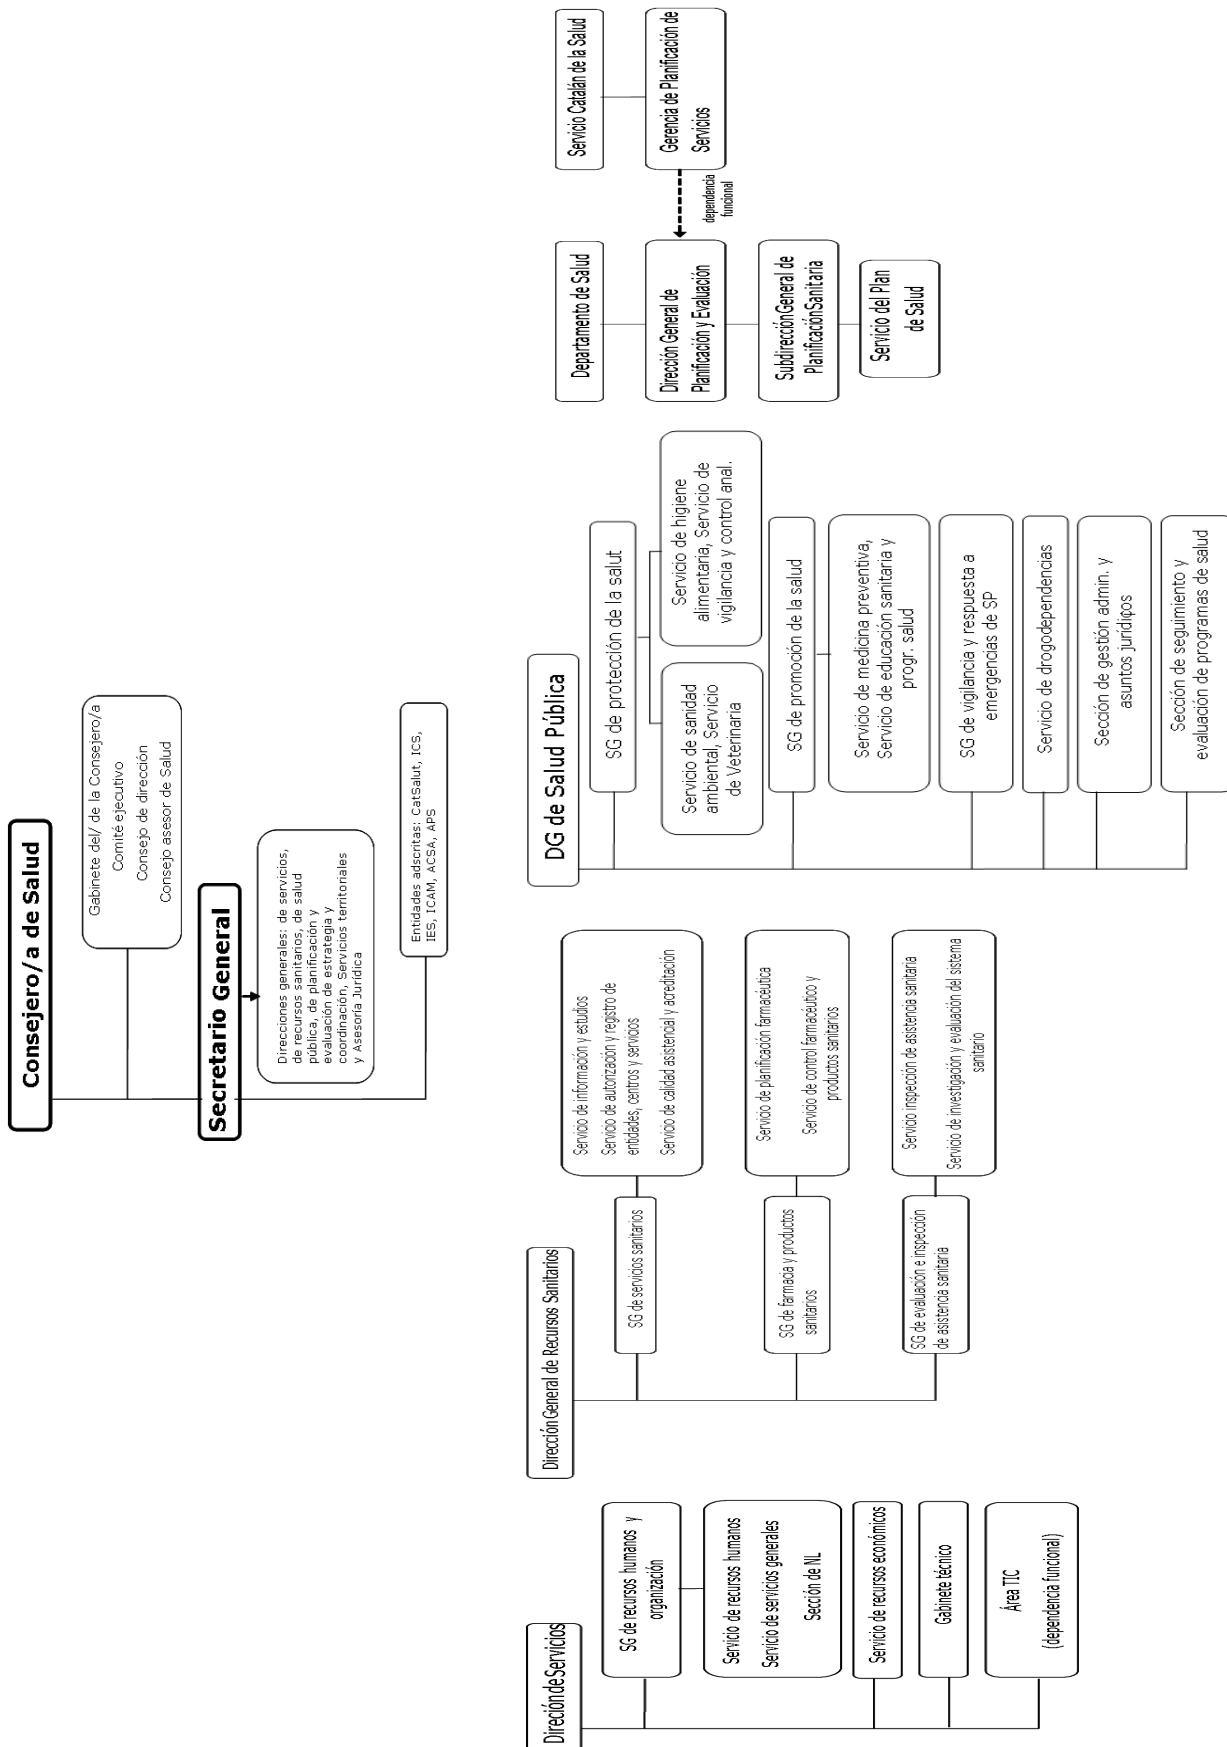 Consejero/a de Salud
Gabinete del/ de la Consejero/a
Comité ejecutivo
Consejo de dirección
Consejo asesor de Salud
Secretario General
Direcciones generales: de servicios,
de recursos sanitarios, de salud
pública, de planificación y
evaluación de estrategia y
coordinación, Servicios territoriales
y Asesoría Jurídica
Entidades adscritas: CatSalut, ICS,
IES, ICAM, ACSA, APS
Direción de Servicios
SG de recursos humanos y
organización
Servicio de recursos humanos
Servicio de servicios generales
Sección de NL
Servicio de recursos económicos
Gabinete técnico
Área TIC
(dependencia funcional)
Dirección General de Recursos Sanitarios
SG de servicios sanitarios
Servicio de información y estudios
Servicio de autorización y registro de
entidades, centros y servicios
Servicio de calidad asistencial y acreditación
SG de farmacia y productos
sanitarios
Servicio de planificación farmacéutica
Servicio de control farmacéutico y
productos sanitarios
SG de evaluación e inspección
de asistencia sanitaria
Servicio inspección de asistencia sanitaria
Servicio de investigación y evaluación del sistema
sanitario
DG de Salud Pública
SG de protección de la salut
Servicio de sanidad
ambiental, Servicio
de Veterinaria
Servicio de higiene
alimentaria, Servicio de
vigilancia y control anal.
SG de promoción de la salud
Servicio de medicina preventiva,
Servicio de educación sanitaria y
progr. salud
SG de vigilancia y respuesta a
emergencias de SP
Servicio de drogodependencias
Sección de gestión admin. y
asuntos jurídicos
Sección de seguimiento y
evaluación de programas de salud
Departamento de Salud
Dirección General de
Planificación y Evaluación
Subdirección General de
Planificación Sanitaria
Servicio del Plan
de Salud
dependencia
funcional
Servicio Catalán de la Salud
Gerencia de Planificación de
Servicios